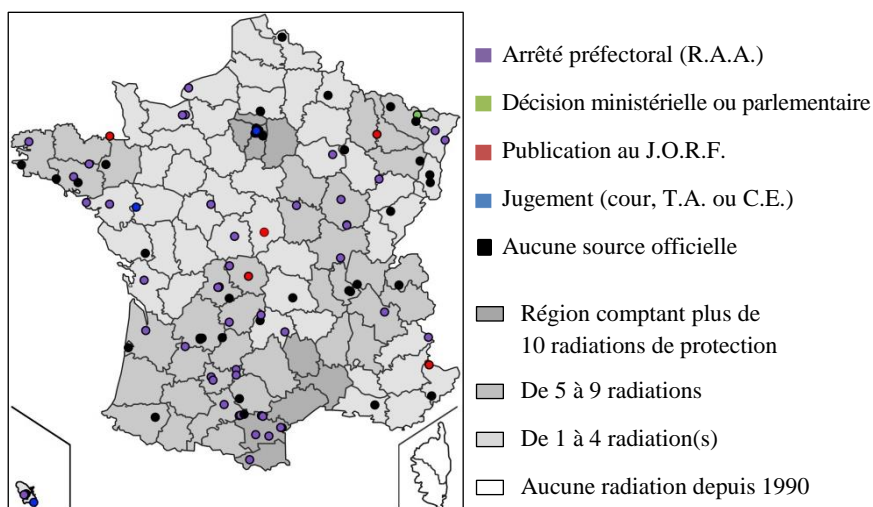 Arrêté préfectoral (R.A.A.)
Décision ministérielle ou parlementaire
Publication au J.O.R.F.
Jugement (cour, T.A. ou C.E.)
Aucune source officielle
Région comptant plus de
10 radiations de protection
De 5 à 9 radiations
De 1 à 4 radiation(s)
Aucune radiation depuis 1990